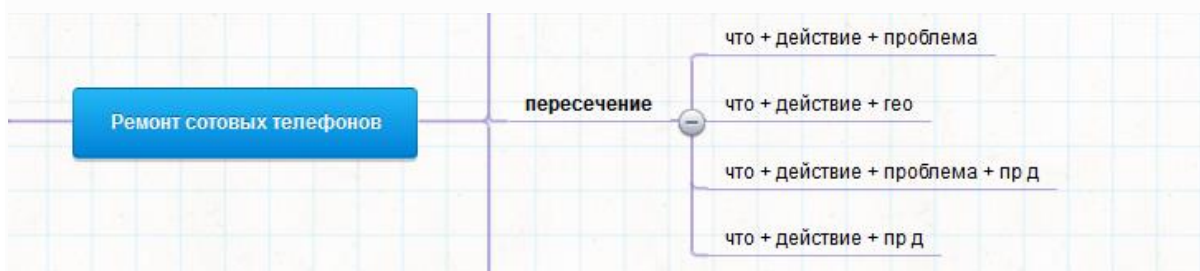 Ремонт сотовых телефонов
пересечение
что + действие + проблема
что + действие + гео
что + действие + проблема + пр д
что + действие + пр д